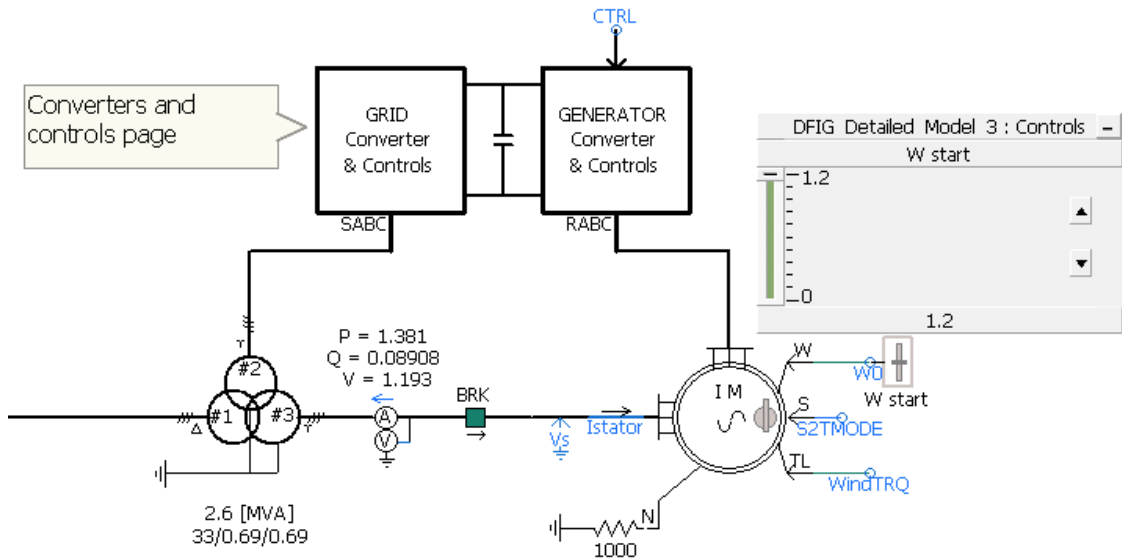 CTRL
Converters and
controls page
GRID
Converter
& Controls
GENERATOR
Converter
& Controls
SABC
RABC
DFIG Detailed Model 3 : Controls
W start
1.2
0
1.2
P = 1.381
Q = 0.08908
V = 1.193
#2
#1
#3
A
V
BRK
Vs
Istator
I M
W
W0
W start
S
S2TMODE
TL
WindTRQ
N
1000
2.6 [MVA]
33/0.69/0.69